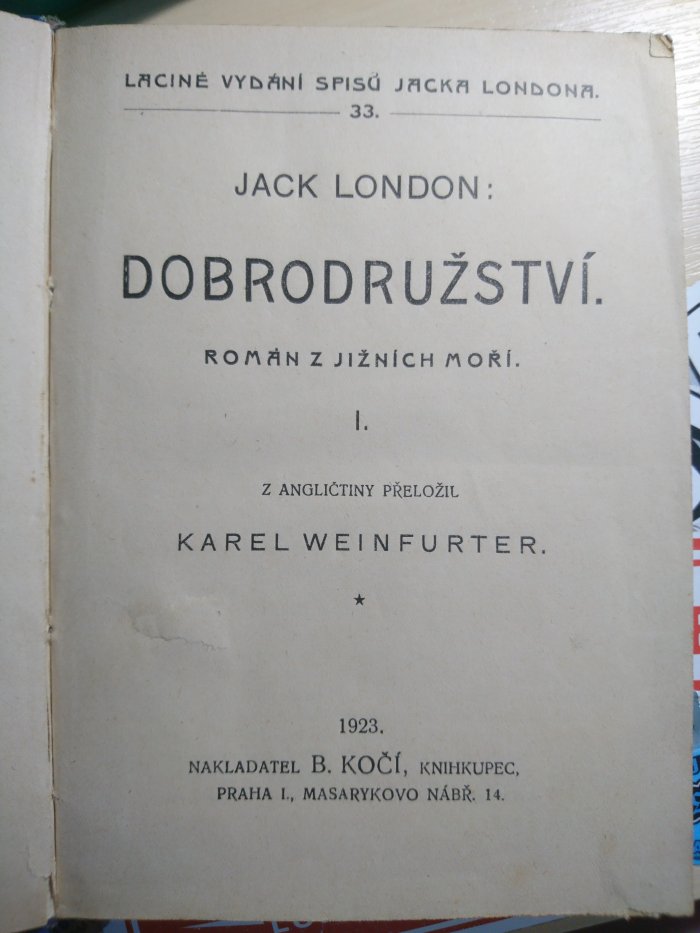 LACINÉ VYDÁNÍ SPISŮ JACKA LONDONA.
33.
JACK LONDON:
DOBRODRUŽSTVÍ.
ROMÁN Z JIŽNÍCH MOŘÍ.
I.
Z ANGLIČTINY PŘELOŽIL
KAREL WEINFURTER.
1923.
NAKLADATEL B. KOČÍ, KNIHKUPEC,
PRAHA I., MASARYKOVO NÁBŘ. 14.